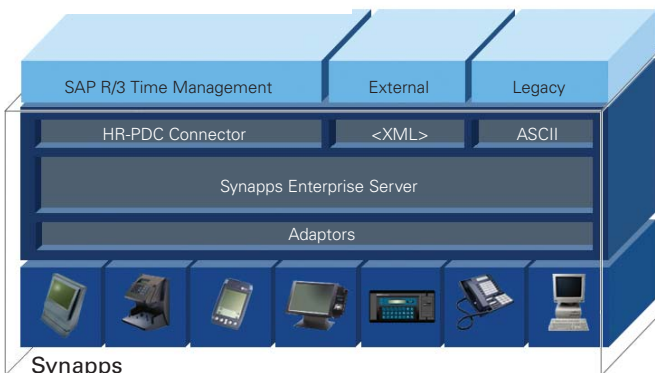 SAP R/3 Time Management External Legacy
HR-PDC Connector <XML> ASCII
Synapps Enterprise Server
Adaptors
Synapps